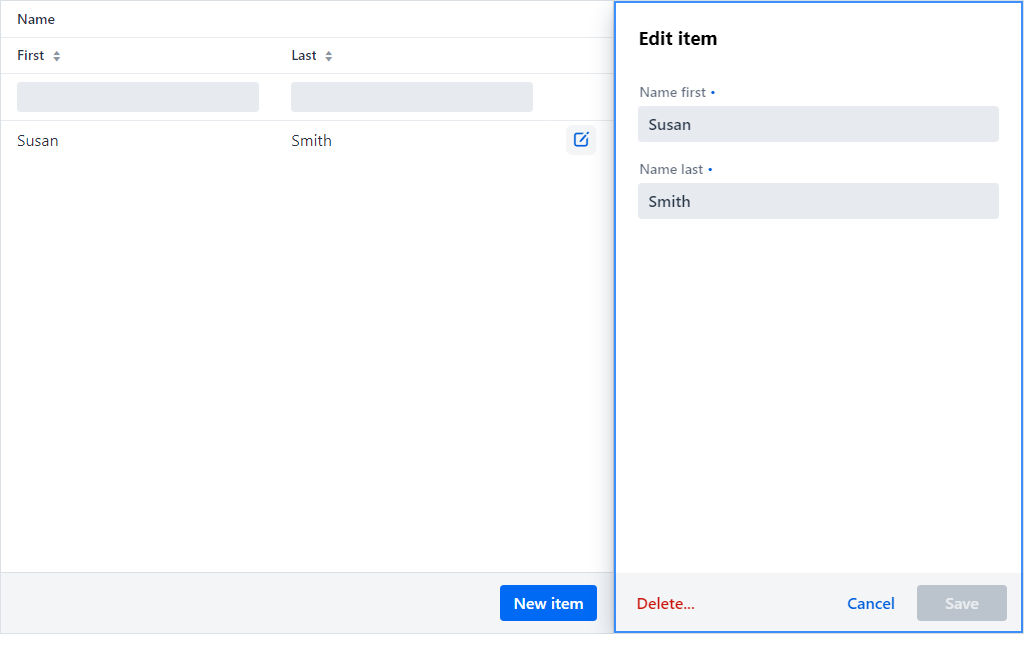 Name
First Last
Susan Smith
New item
Edit item
Name first •
Susan
Name last •
Smith
Delete... Cancel Save